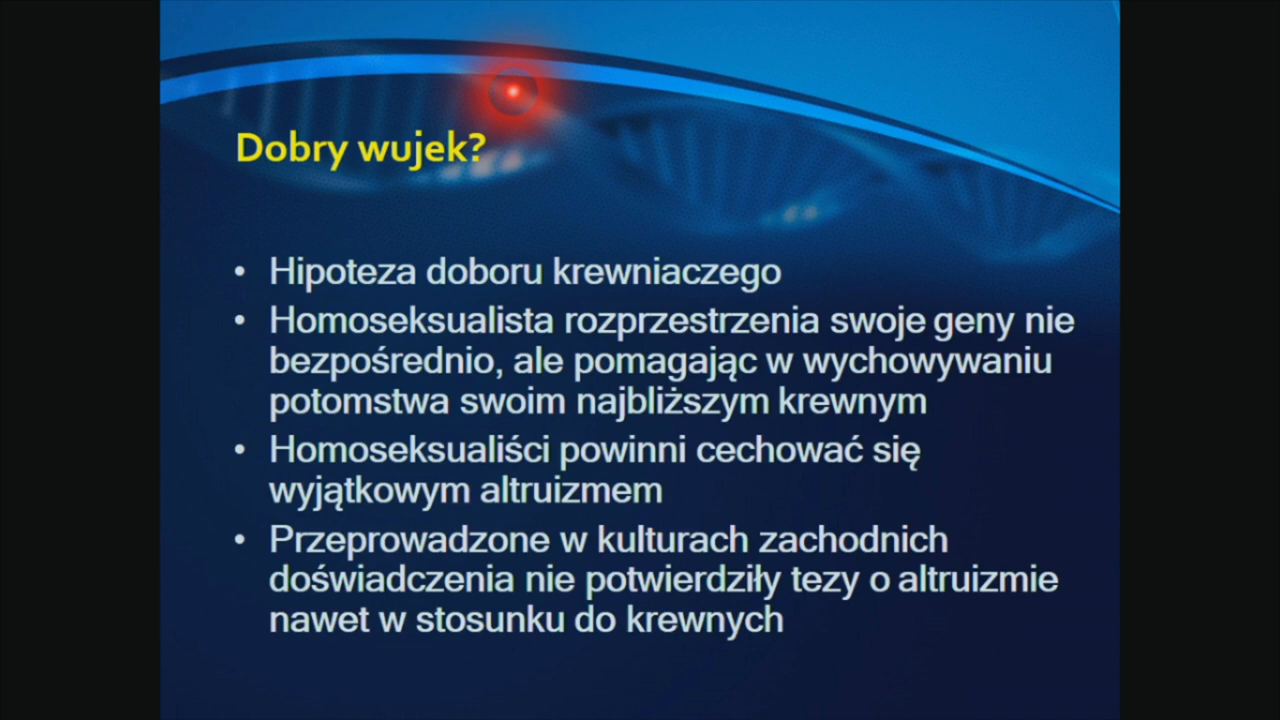 Dobry wujek?
• Hipoteza doboru krewniaczego
• Homoseksualista rozprzestrzenia swoje geny nie
bezpośrednio, ale pomagając w wychowywaniu
potomstwa swoim najbliższym krewnym
• Homoseksualiści powinni cechować się
wyjątkowym altruizmem
• Przeprowadzone w kulturach zachodnich
doświadczenia nie potwierdziły tezy o altruizmie
nawet w stosunku do krewnych